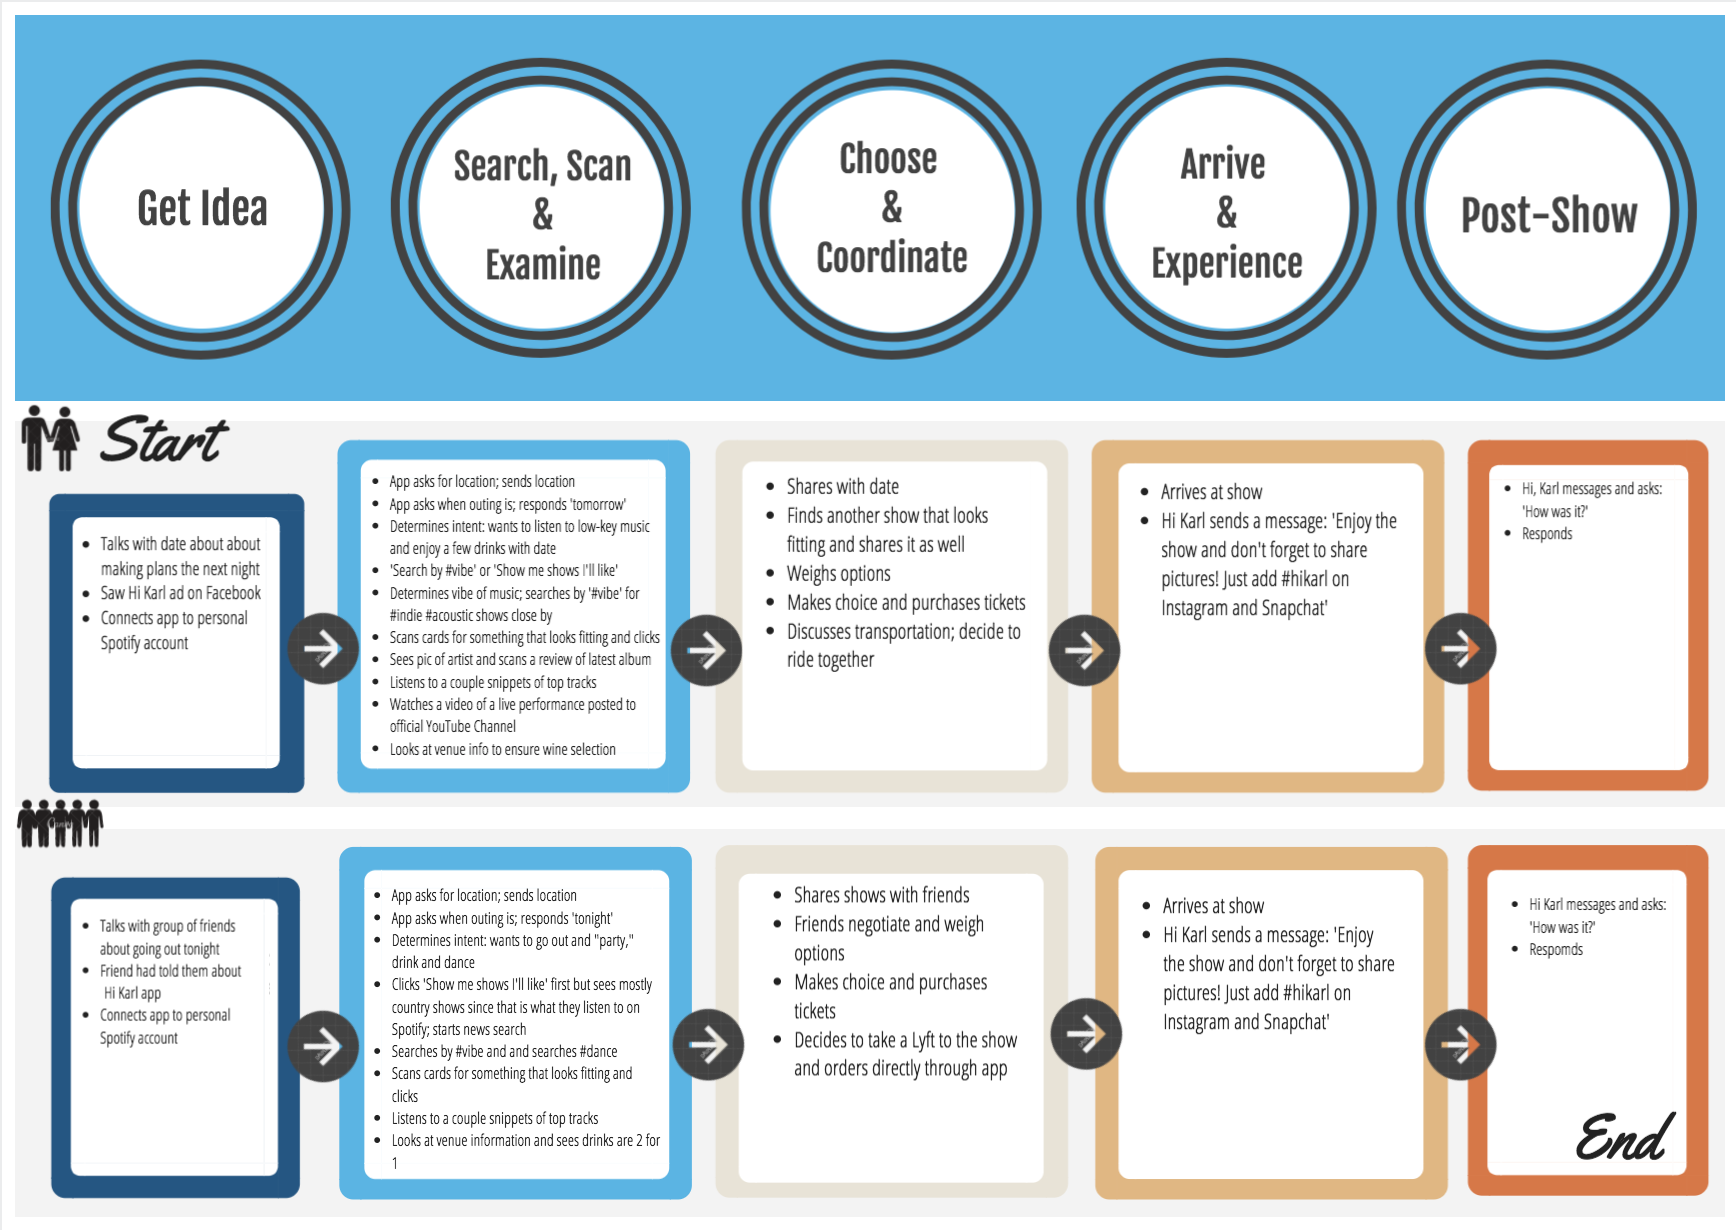 Get Idea
Search, Scan
&
Examine
Choose
&
Coordinate
Arrive
&
Experience
Post-Show
Start
• Talks with date about about
making plans the next night
• Saw Hi Karl ad on Facebook
• Connects app to personal
Spotify account
• App asks for location; sends location
• App asks when outing is; responds 'tomorrow'
• Determines intent: wants to listen to low-key music
and enjoy a few drinks with date
• 'Search by #vibe' or 'Show me shows I'll like'
• Determines vibe of music; searches by '#vibe' for
#indie #acoustic shows close by
• Scans cards for something that looks fitting and clicks
• Sees pic of artist and scans a review of latest album
• Listens to a couple snippets of top tracks
• Watches a video of a live performance posted to
official YouTube Channel
• Looks at venue info to ensure wine selection
• Shares with date
• Finds another show that looks
fitting and shares it as well
• Weighs options
• Makes choice and purchases tickets
• Discusses transportation; decide to
ride together
• Arrives at show
• Hi Karl sends a message: 'Enjoy the
show and don't forget to share
pictures! Just add #hikarl on
Instagram and Snapchat'
• Hi, Karl messages and asks:
'How was it?'
• Responds
• Talks with group of friends
about going out tonight
• Friend had told them about
Hi Karl app
• Connects app to personal
Spotify account
• App asks for location; sends location
• App asks when outing is; responds 'tonight'
• Determines intent: wants to go out and "party,"
drink and dance
• Clicks 'Show me shows I'll like' first but sees mostly
country shows since that is what they listen to on
Spotify; starts news search
• Searches by #vibe and and searches #dance
• Scans cards for something that looks fitting and
clicks
• Listens to a couple snippets of top tracks
• Looks at venue information and sees drinks are 2 for
1
• Shares shows with friends
• Friends negotiate and weigh
options
• Makes choice and purchases
tickets
• Decides to take a Lyft to the show
and orders directly through app
• Arrives at show
• Hi Karl sends a message: 'Enjoy
the show and don't forget to share
pictures! Just add #hikarl on
Instagram and Snapchat'
• Hi Karl messages and asks:
'How was it?'
• Respomds
End